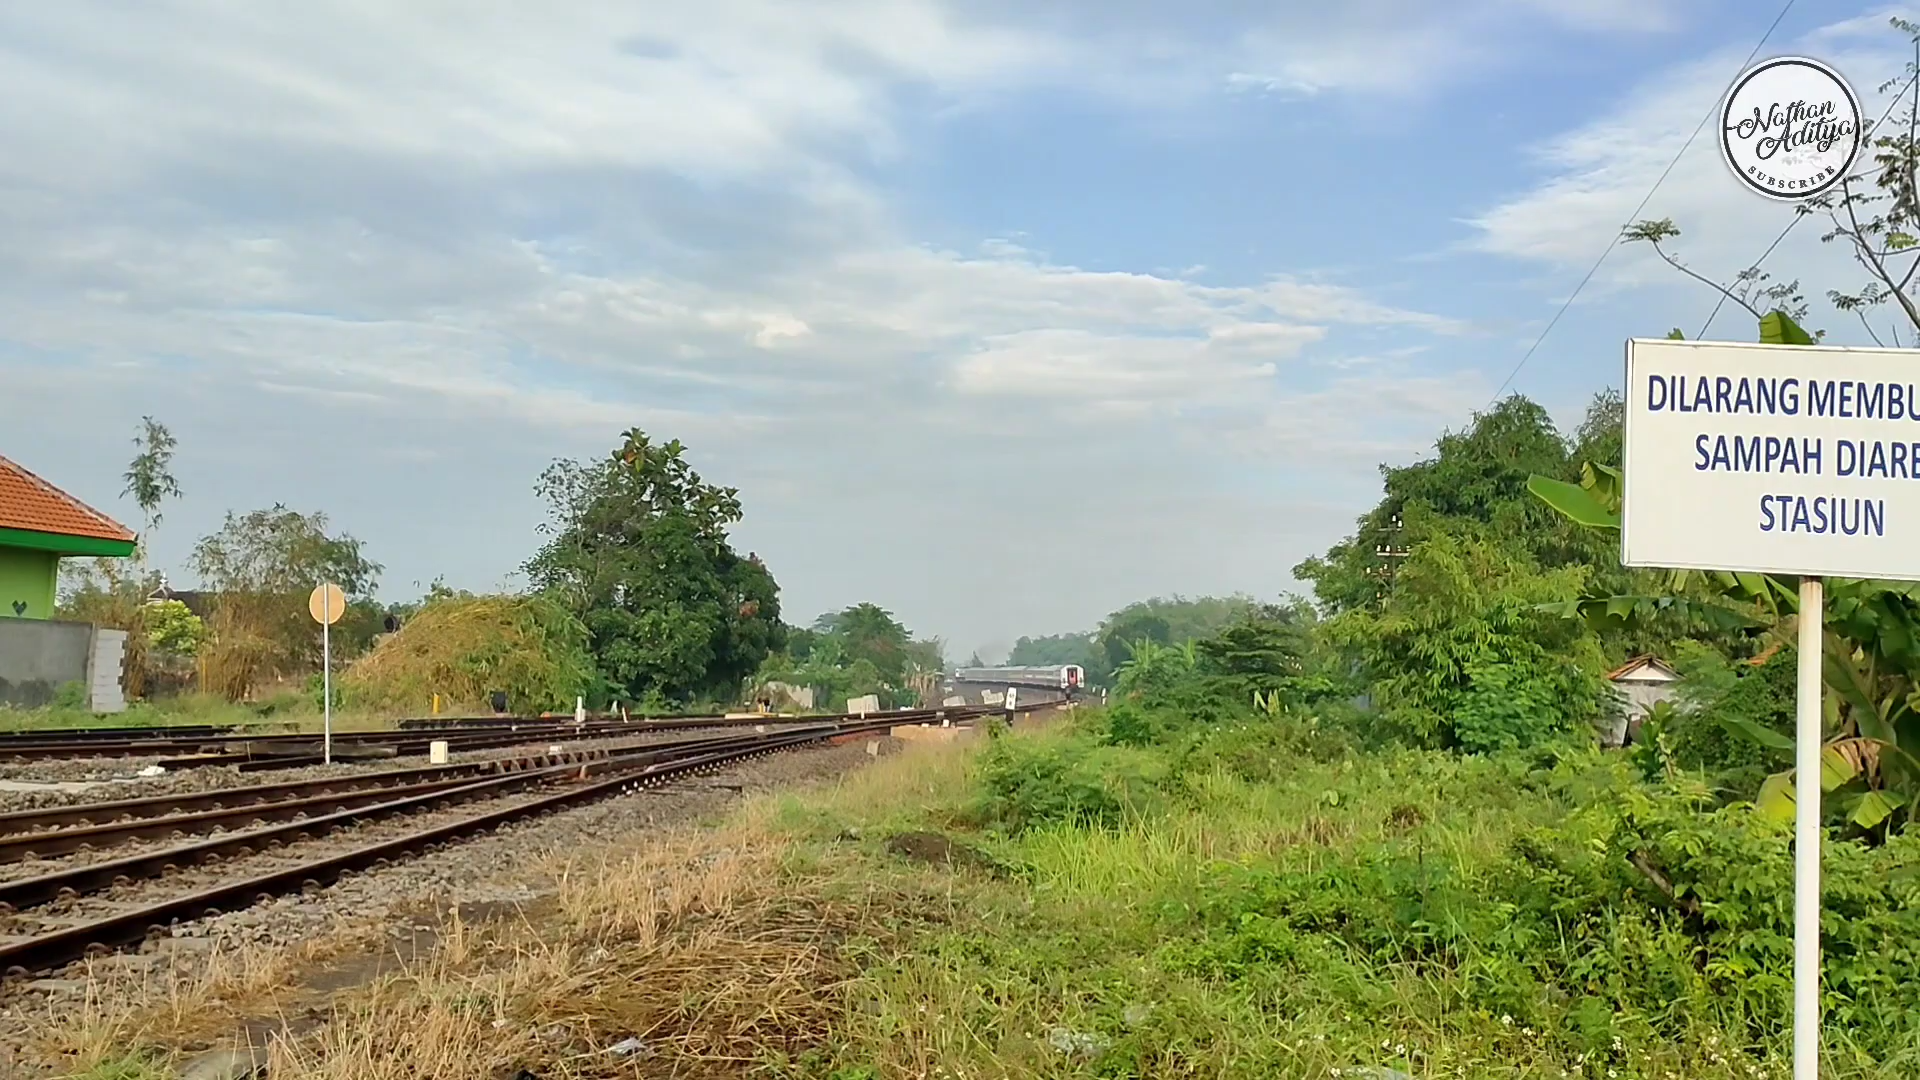 Nathan
Aditya
SUBSCRIBE
DILARANG MEMBU
SAMPAH DIARE
STASIUN